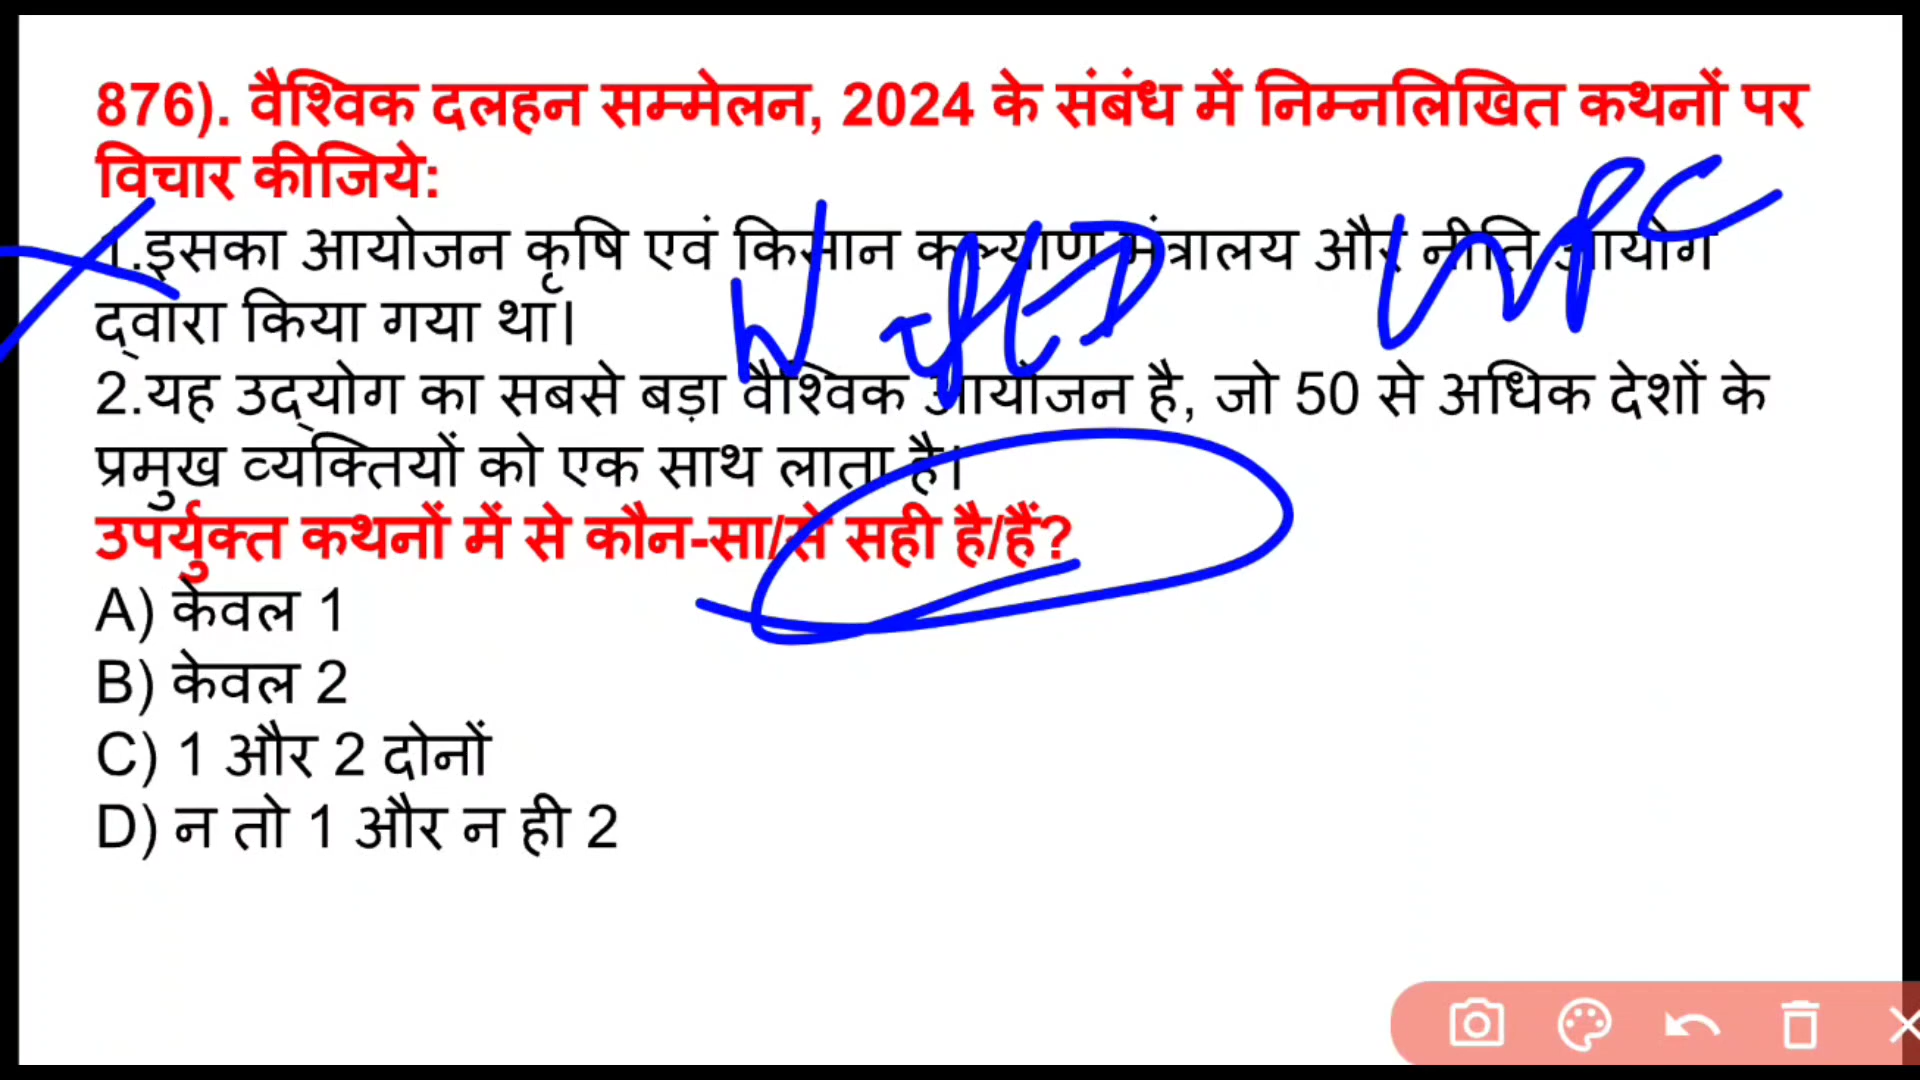 876). वैश्विक दलहन सम्मेलन, 2024 के संबंध में निम्नलिखित कथनों पर
विचार कीजिये:
1.इसका आयोजन कृषि एवं किसान कल्याण मंत्रालय और नीति आयोग
द्वारा किया गया था।
2.यह उद्योग का सबसे बड़ा वैश्विक आयोजन है, जो 50 से अधिक देशों के
प्रमुख व्यक्तियों को एक साथ लाता है।
उपर्युक्त कथनों में से कौन-सा/से सही है/हैं?
A) केवल 1
B) केवल 2
C) 1 और 2 दोनों
D) न तो 1 और न ही 2